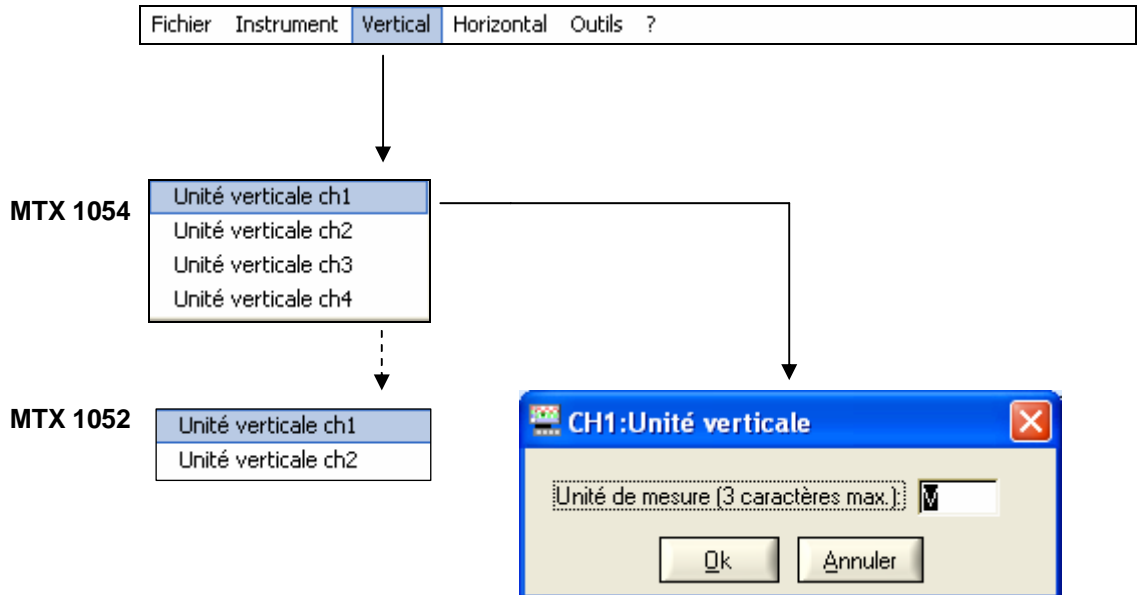 Fichier Instrument Vertical Horizontal Outils ?
MTX 1054
Unité verticale ch1
Unité verticale ch2
Unité verticale ch3
Unité verticale ch4
MTX 1052
Unité verticale ch1
Unité verticale ch2
CH1:Unité verticale
Unité de mesure (3 caractères max.): V
Ok Annuler